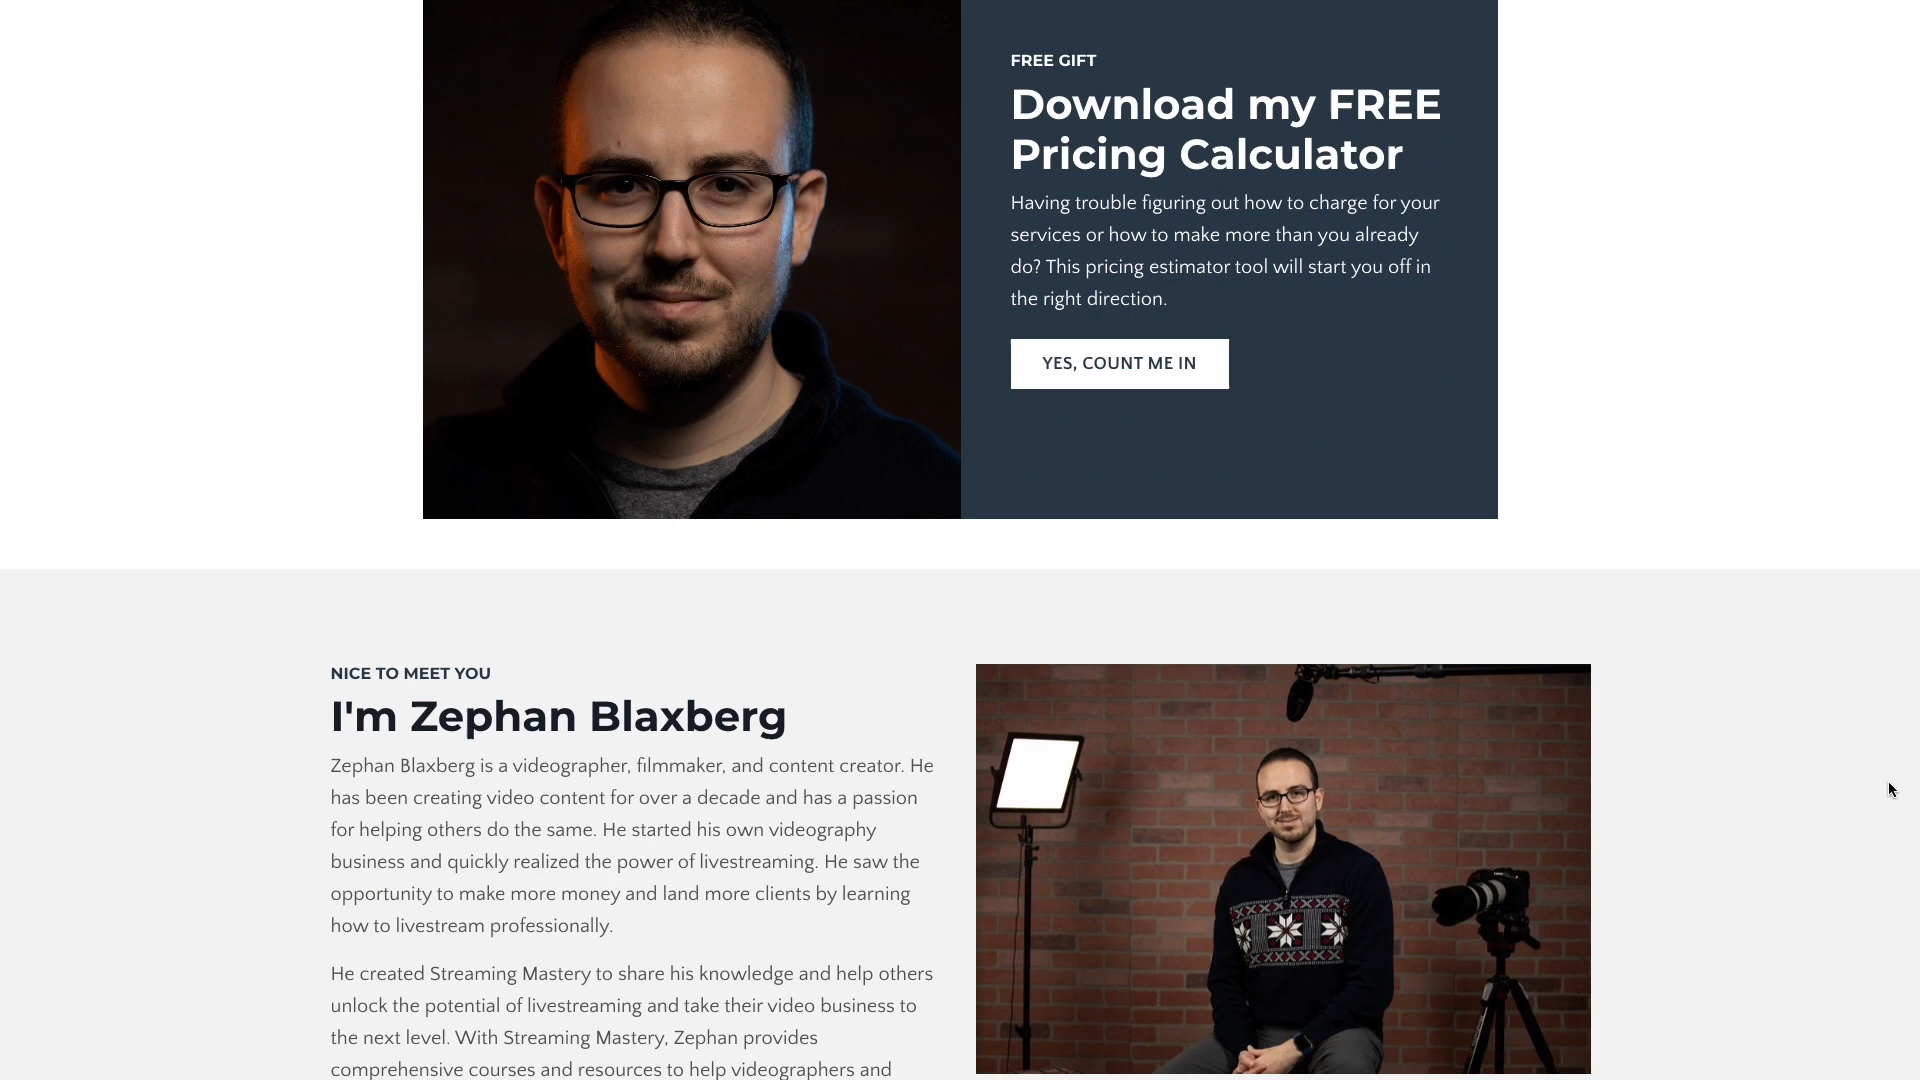 FREE GIFT
Download my FREE
Pricing Calculator
Having trouble figuring out how to charge for your
services or how to make more than you already
do? This pricing estimator tool will start you off in
the right direction.
YES, COUNT ME IN
NICE TO MEET YOU
I'm Zephan Blaxberg
Zephan Blaxberg is a videographer, filmmaker, and content creator. He
has been creating video content for over a decade and has a passion
for helping others do the same. He started his own videography
business and quickly realized the power of livestreaming. He saw the
opportunity to make more money and land more clients by learning
how to livestream professionally.
He created Streaming Mastery to share his knowledge and help others
unlock the potential of livestreaming and take their video business to
the next level. With Streaming Mastery, Zephan provides
comprehensive courses and resources to help videographers and